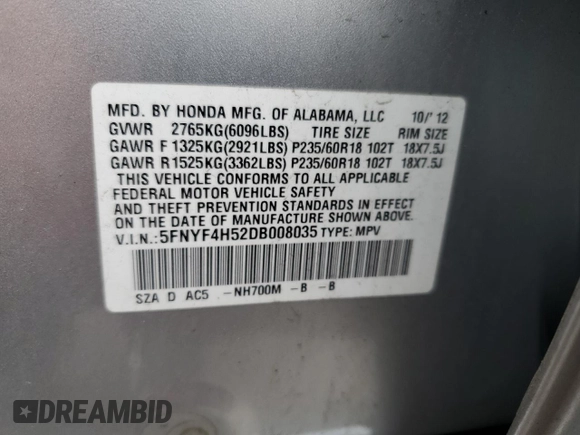 MFD. BY HONDA MFG. OF ALABAMA, LLC 10/'12
GVWR 2765KG(6096LBS) TIRE SIZE RIM SIZE
GAWR F 1325KG(2921LBS) P235/60R18 102T 18X7.5J
GAWR R 1525KG(3362LBS) P235/60R18 102T 18X7.5J
THIS VEHICLE CONFORMS TO ALL APPLICABLE
FEDERAL MOTOR VEHICLE SAFETY
AND THEFT PREVENTION STANDARDS IN EFFECT
ON THE DATE OF MANUFACTURE SHOWN ABOVE.
V.I.N.:5FNYF4H52DB008035 TYPE: MPV
SZA D AC5 -NH700M -B -B
DREAMBID